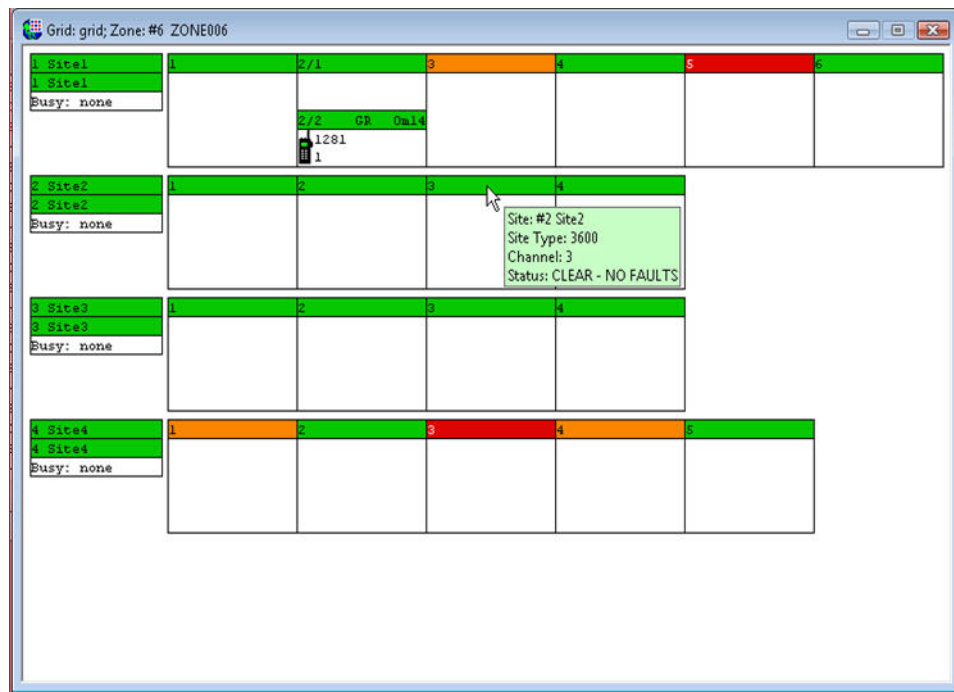 Grid: grid; Zone: #6 ZONE006
1 Site1 1 2/1 3 4 5 6
1 Site1
Busy: none
2/2 GR 0m14
1281
1
2 Site2 1 2 3 4
2 Site2
Busy: none
Site: #2 Site2
Site Type: 3600
Channel: 3
Status: CLEAR - NO FAULTS
3 Site3 1 2 3 4
3 Site3
Busy: none
4 Site4 1 2 3 4 5
4 Site4
Busy: none